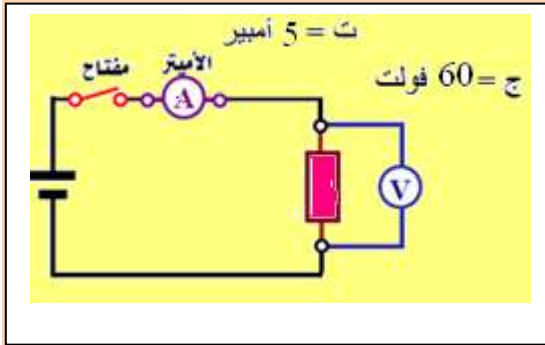 ت = 5 أمبير
الأميتر
مفتاح
ج = 60 فولت
A
V